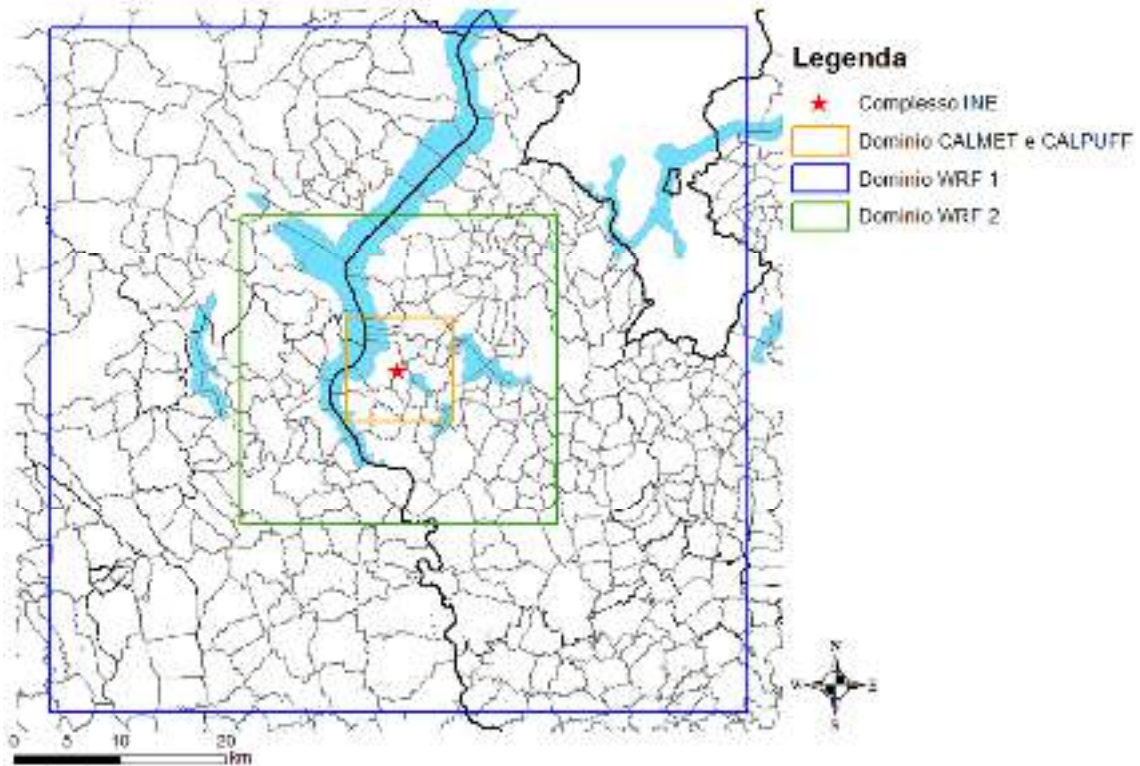 Legenda
Complesso INE
Dominio CALMET e CALPUFF
Dominio WRF 1
Dominio WRF 2
N
W E
S
0 5 10 20
km